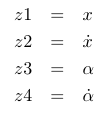 z1 = x
z2 = ẋ
z3 = α
z4 = α̇